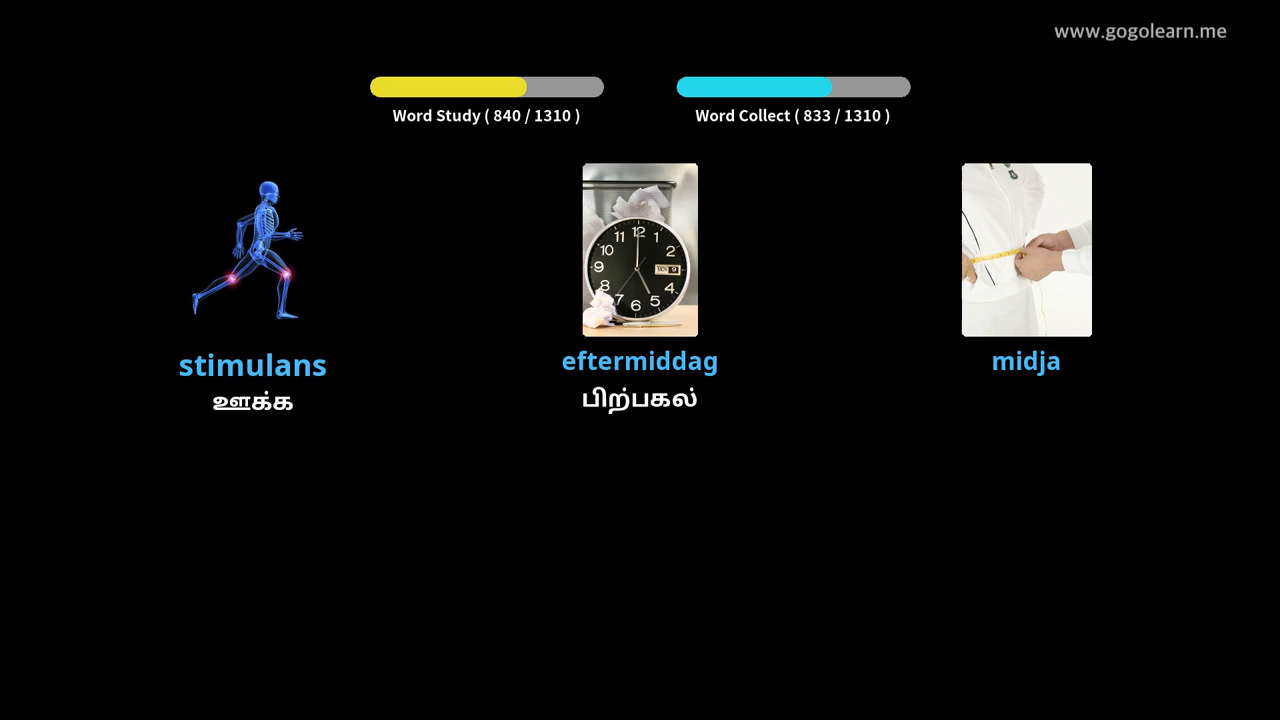 www.gogolearn.me
Word Study ( 840 / 1310 )
Word Collect ( 833 / 1310 )
stimulans
ஊக்க
eftermiddag
பிற்பகல்
midja